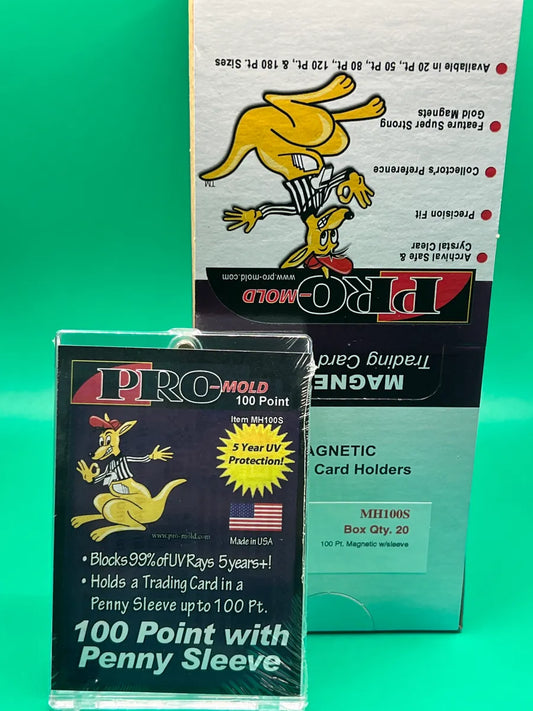 Available in 20 Pt., 50 Pt., 80 Pt., 120 Pt., & 180 Pt. Sizes
Feature Super Strong
Gold Magnets
Collector's Preference
Precision Fit
Archival Safe &
Cyrstal Clear
TM
PRO-MOLD
www.pro-mold.com
Trading Card
MAGNE
AGNETIC
Card Holders
MH100S
Box Qty. 20
100 Pt. Magnetic w/sleeve
PRO-MOLD
100 Point
Item MH100S
5 Year UV
Protection!
www.pro-mold.com
Made in USA
• Blocks 99% of UV Rays 5 years+!
• Holds a Trading Card in a
Penny Sleeve up to 100 Pt.
100 Point with
Penny Sleeve